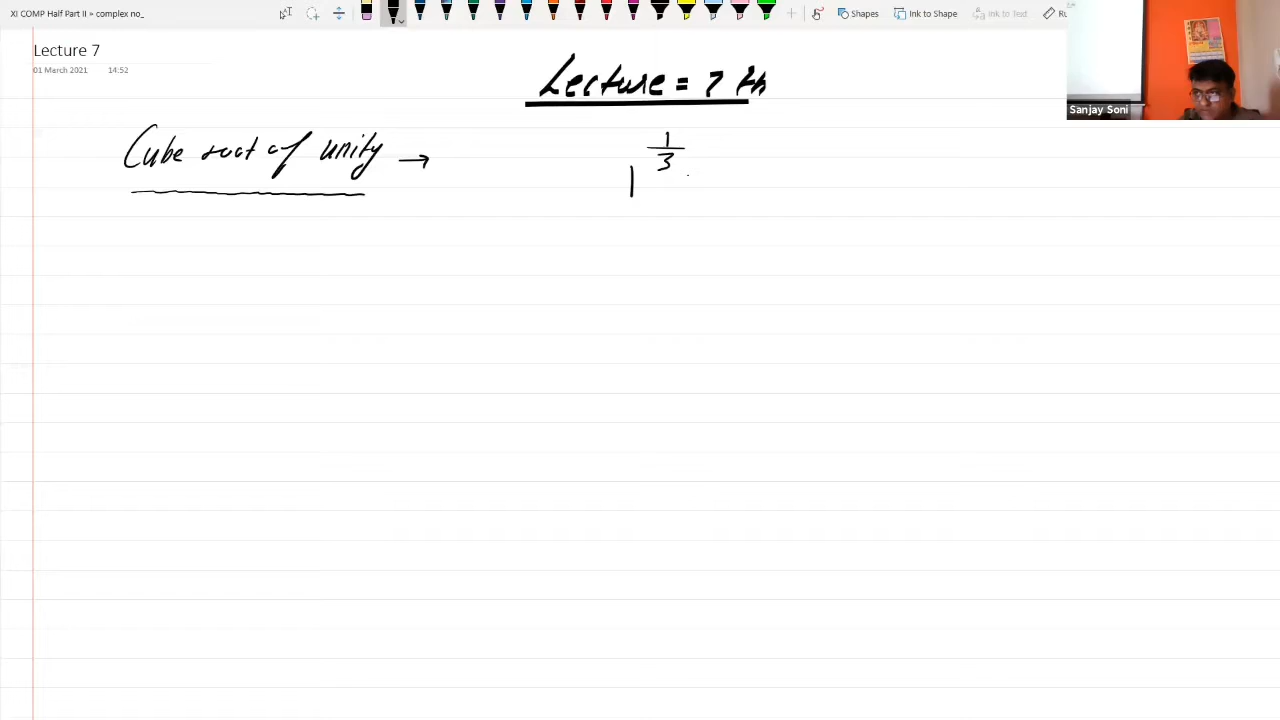 XI COMP Half Part II » complex no_
Shapes
Ink to Shape
Ink to Text
Ru
Lecture 7
01 March 2021 14:52
Lecture = 7 th
Sanjay Soni
Cube root of unity → 1^(1/3)